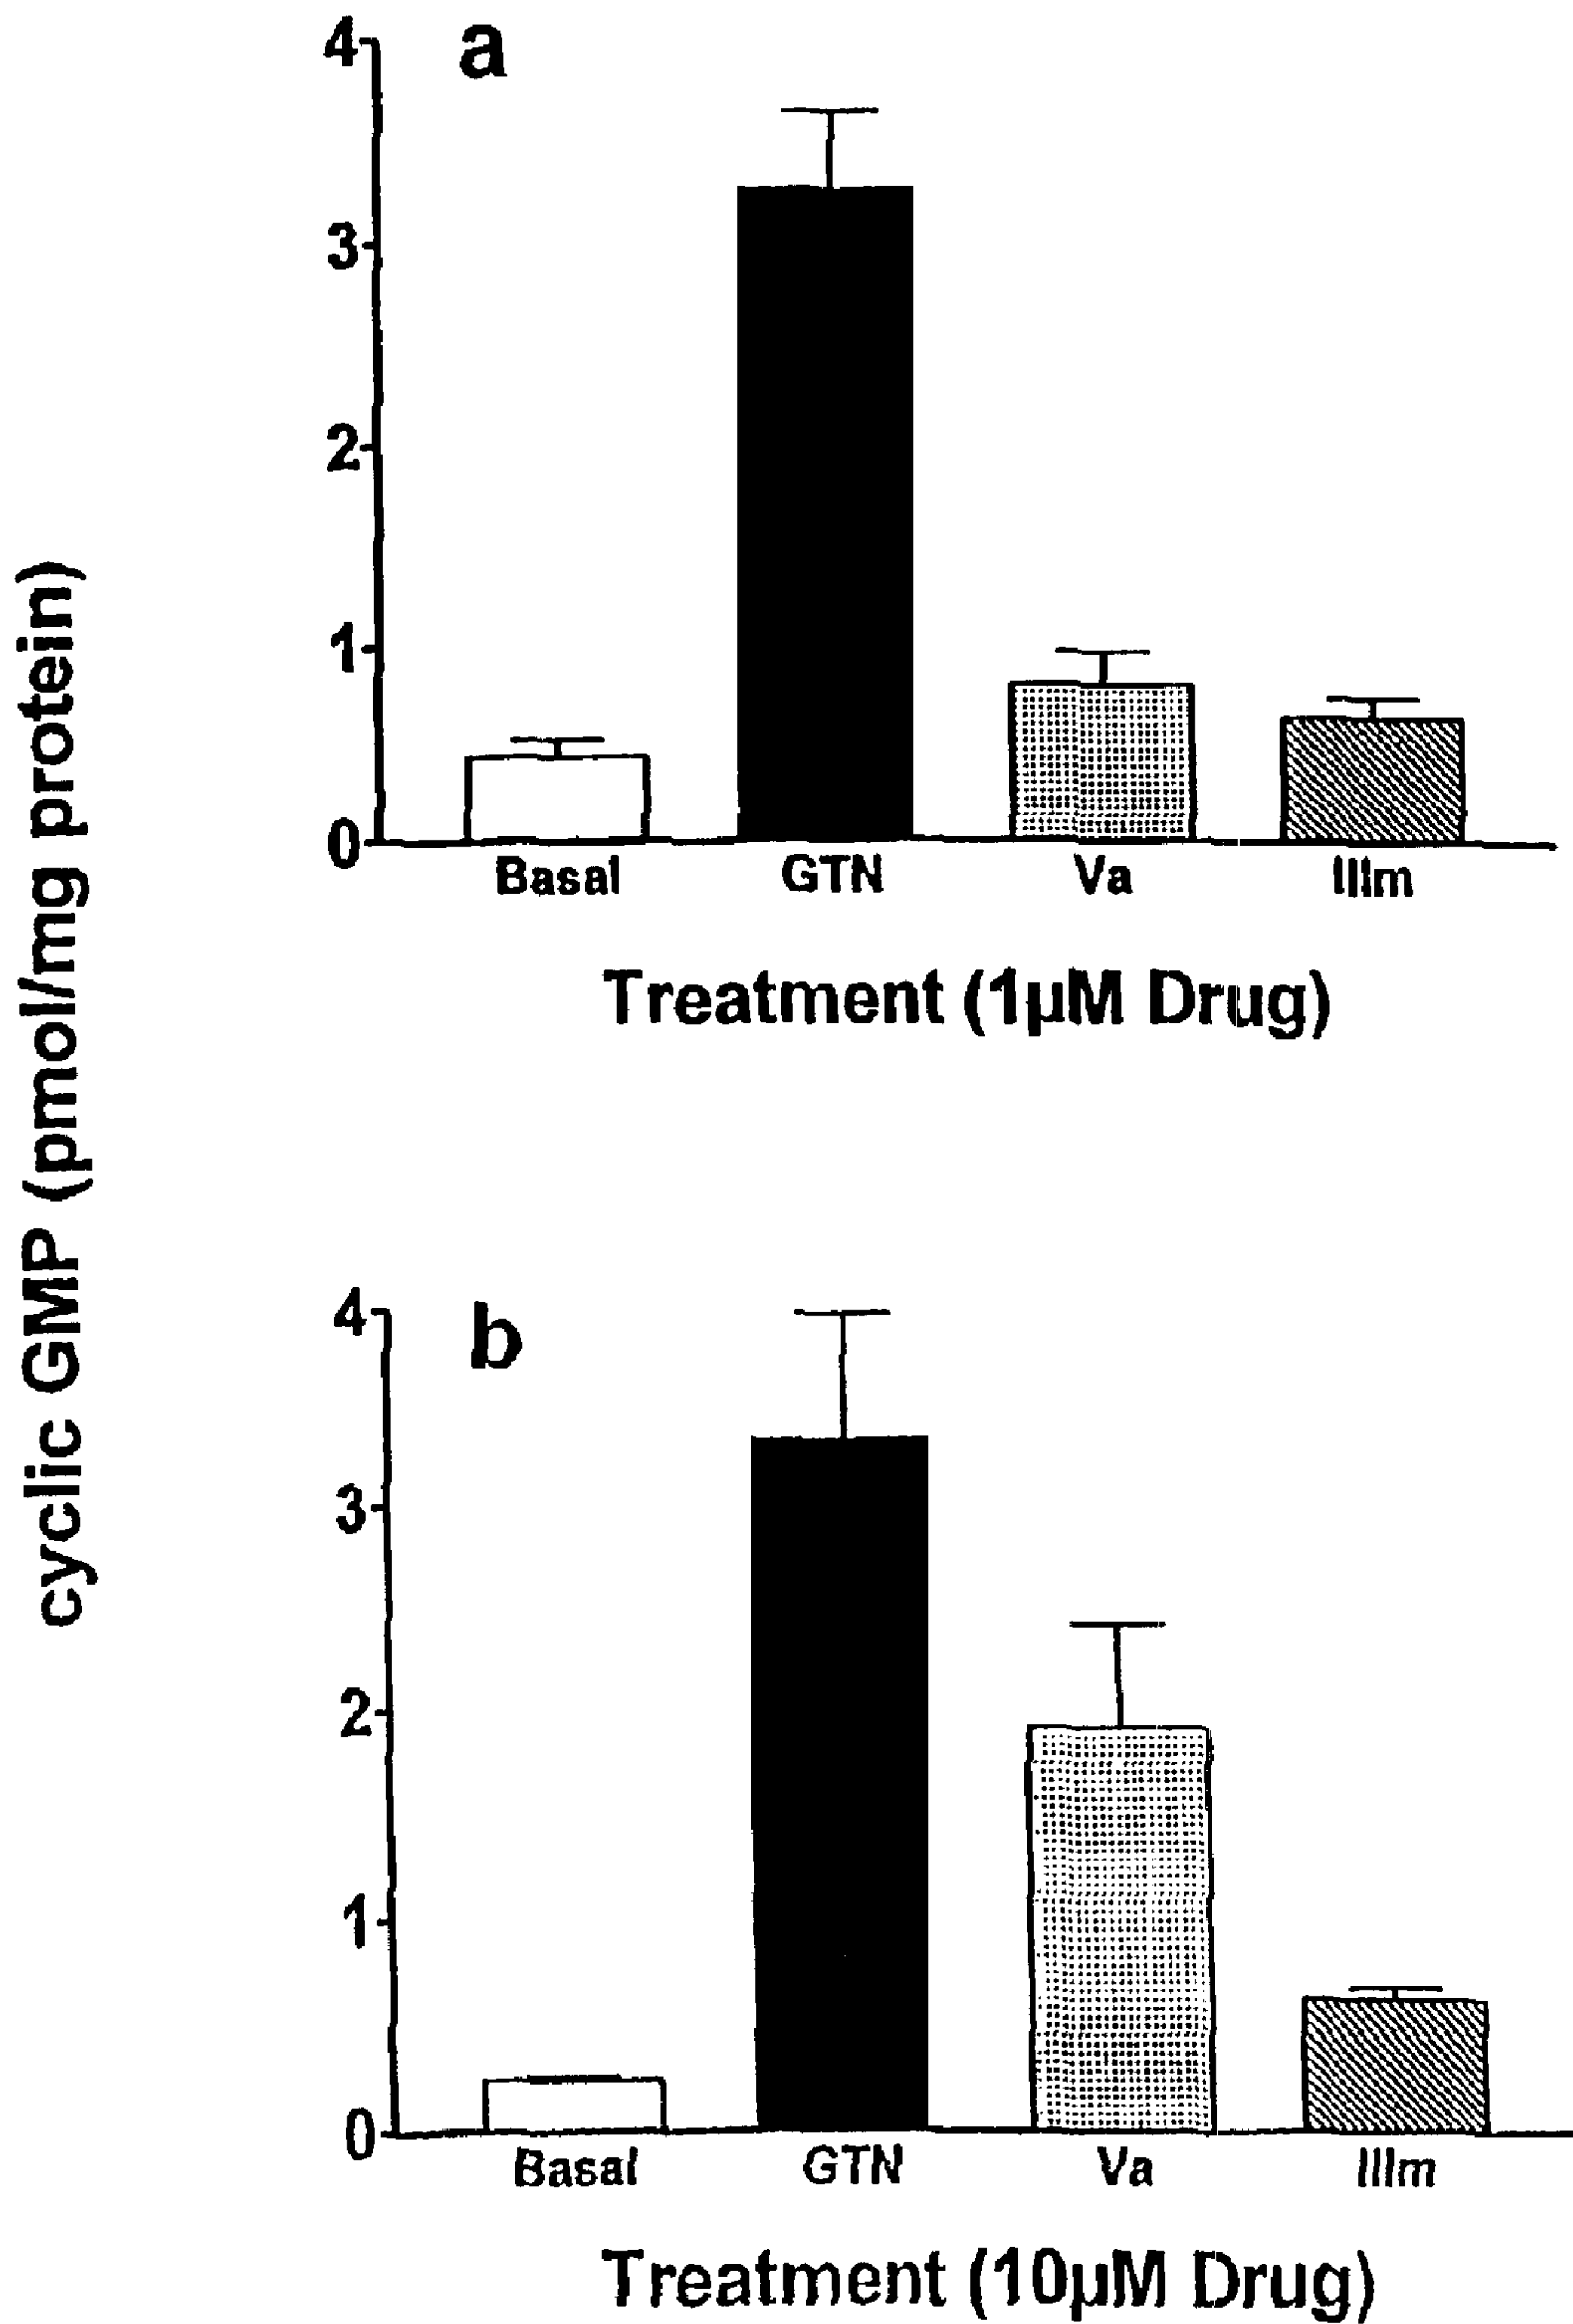 cyclic GMP (pmol/mg protein)
a
4
3
2
1
0
Basal GTN Va IIIm
Treatment (1µM Drug)
b
4
3
2
1
0
Basal GTN Va IIIm
Treatment (10µM Drug)